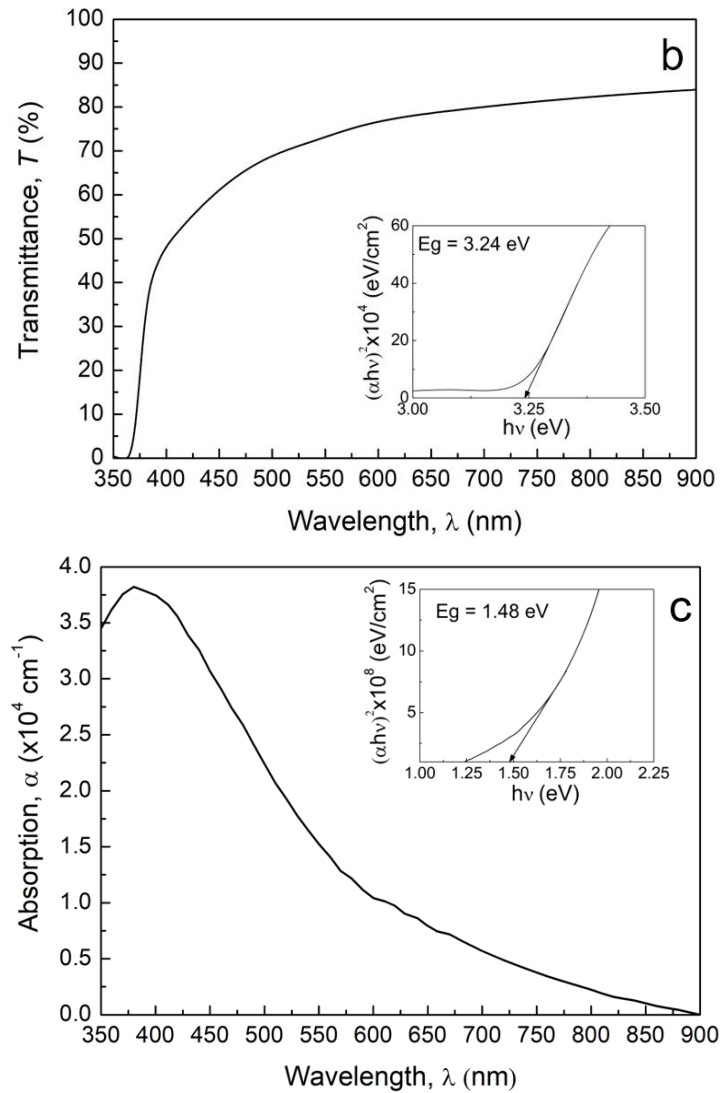 b
Transmittance, T (%)
100
90
80
70
60
50
40
30
20
10
0
350 400 450 500 550 600 650 700 750 800 850 900
Wavelength, λ (nm)
Eg = 3.24 eV
(αhν)²x10⁴ (eV/cm²)
60
40
20
0
3.00 3.25 3.50
hν (eV)
c
Absorption, α (x10⁴ cm⁻¹)
4.0
3.5
3.0
2.5
2.0
1.5
1.0
0.5
0.0
350 400 450 500 550 600 650 700 750 800 850 900
Wavelength, λ (nm)
Eg = 1.48 eV
(αhν)²x10⁸ (eV/cm²)
15
10
5
1.00 1.25 1.50 1.75 2.00 2.25
hν (eV)